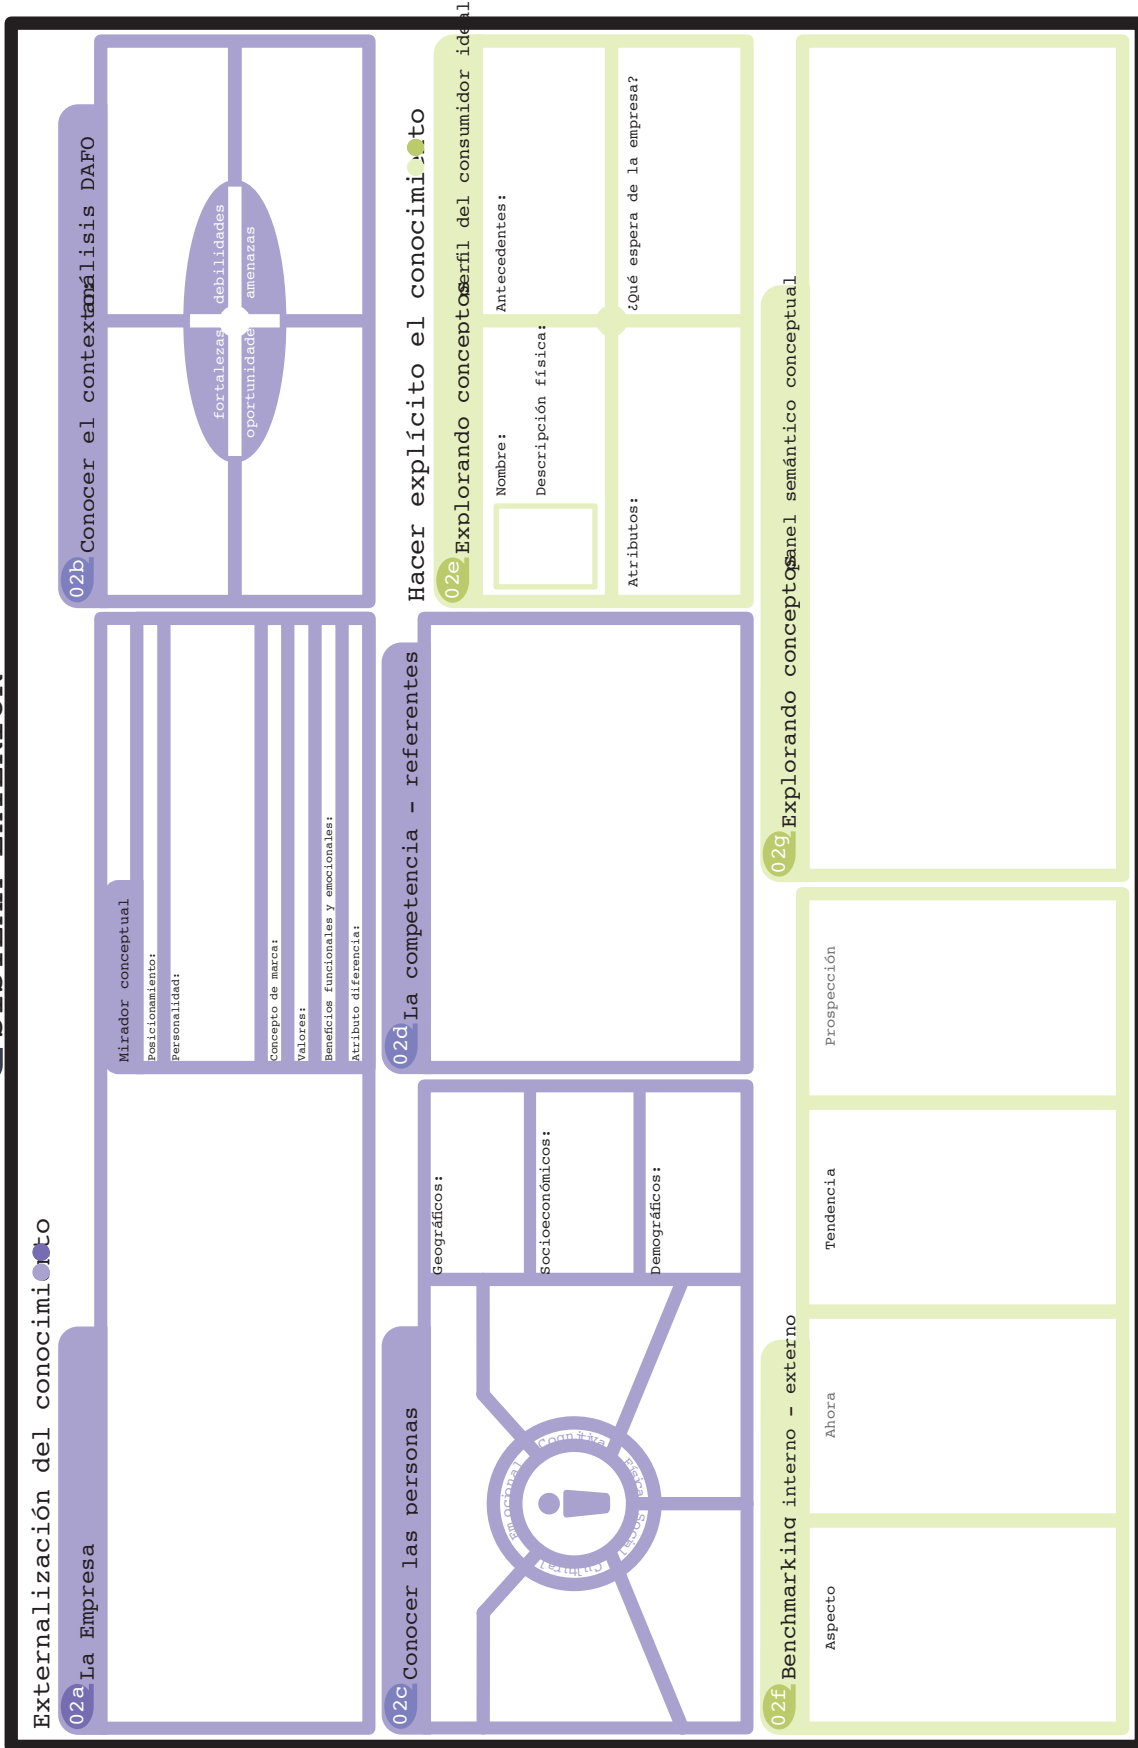 Externalización del conocimiento
02a La Empresa
Mirador conceptual
Posicionamiento:
Personalidad:
Concepto de marca:
Valores:
Beneficios funcionales y emocionales:
Atributo diferencia:
02b Conocer el contexto análisis DAFO
fortalezas debilidades
oportunidades amenazas
02c Conocer las personas
Emocional
Cognitiva
Física
Social
Cultural
Geográficos:
Socioeconómicos:
Demográficos:
02d La competencia - referentes
Hacer explícito el conocimiento
02e Explorando conceptos perfil del consumidor ideal
Nombre:
Descripción física:
Antecedentes:
Atributos:
¿Qué espera de la empresa?
02f Benchmarking interno - externo
Aspecto
Ahora
Tendencia
Prospección
02g Explorando conceptos panel semántico conceptual